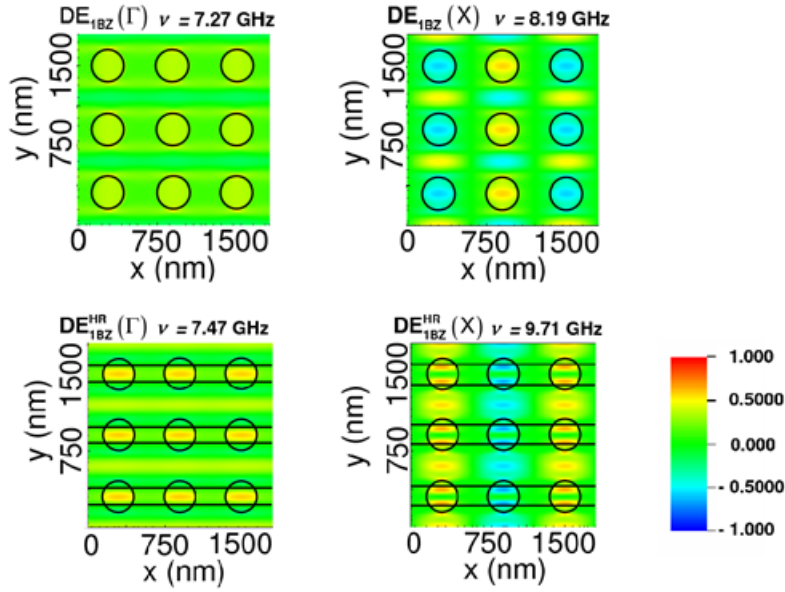 DE1BZ(Γ) ν = 7.27 GHz
y (nm)
1500
750
0 750 1500
x (nm)
DE1BZ(X) ν = 8.19 GHz
y (nm)
1500
750
0 750 1500
x (nm)
DE1BZHR(Γ) ν = 7.47 GHz
y (nm)
1500
750
0 750 1500
x (nm)
DE1BZHR(X) ν = 9.71 GHz
y (nm)
1500
750
0 750 1500
x (nm)
1.000
0.5000
0.000
- 0.5000
- 1.000